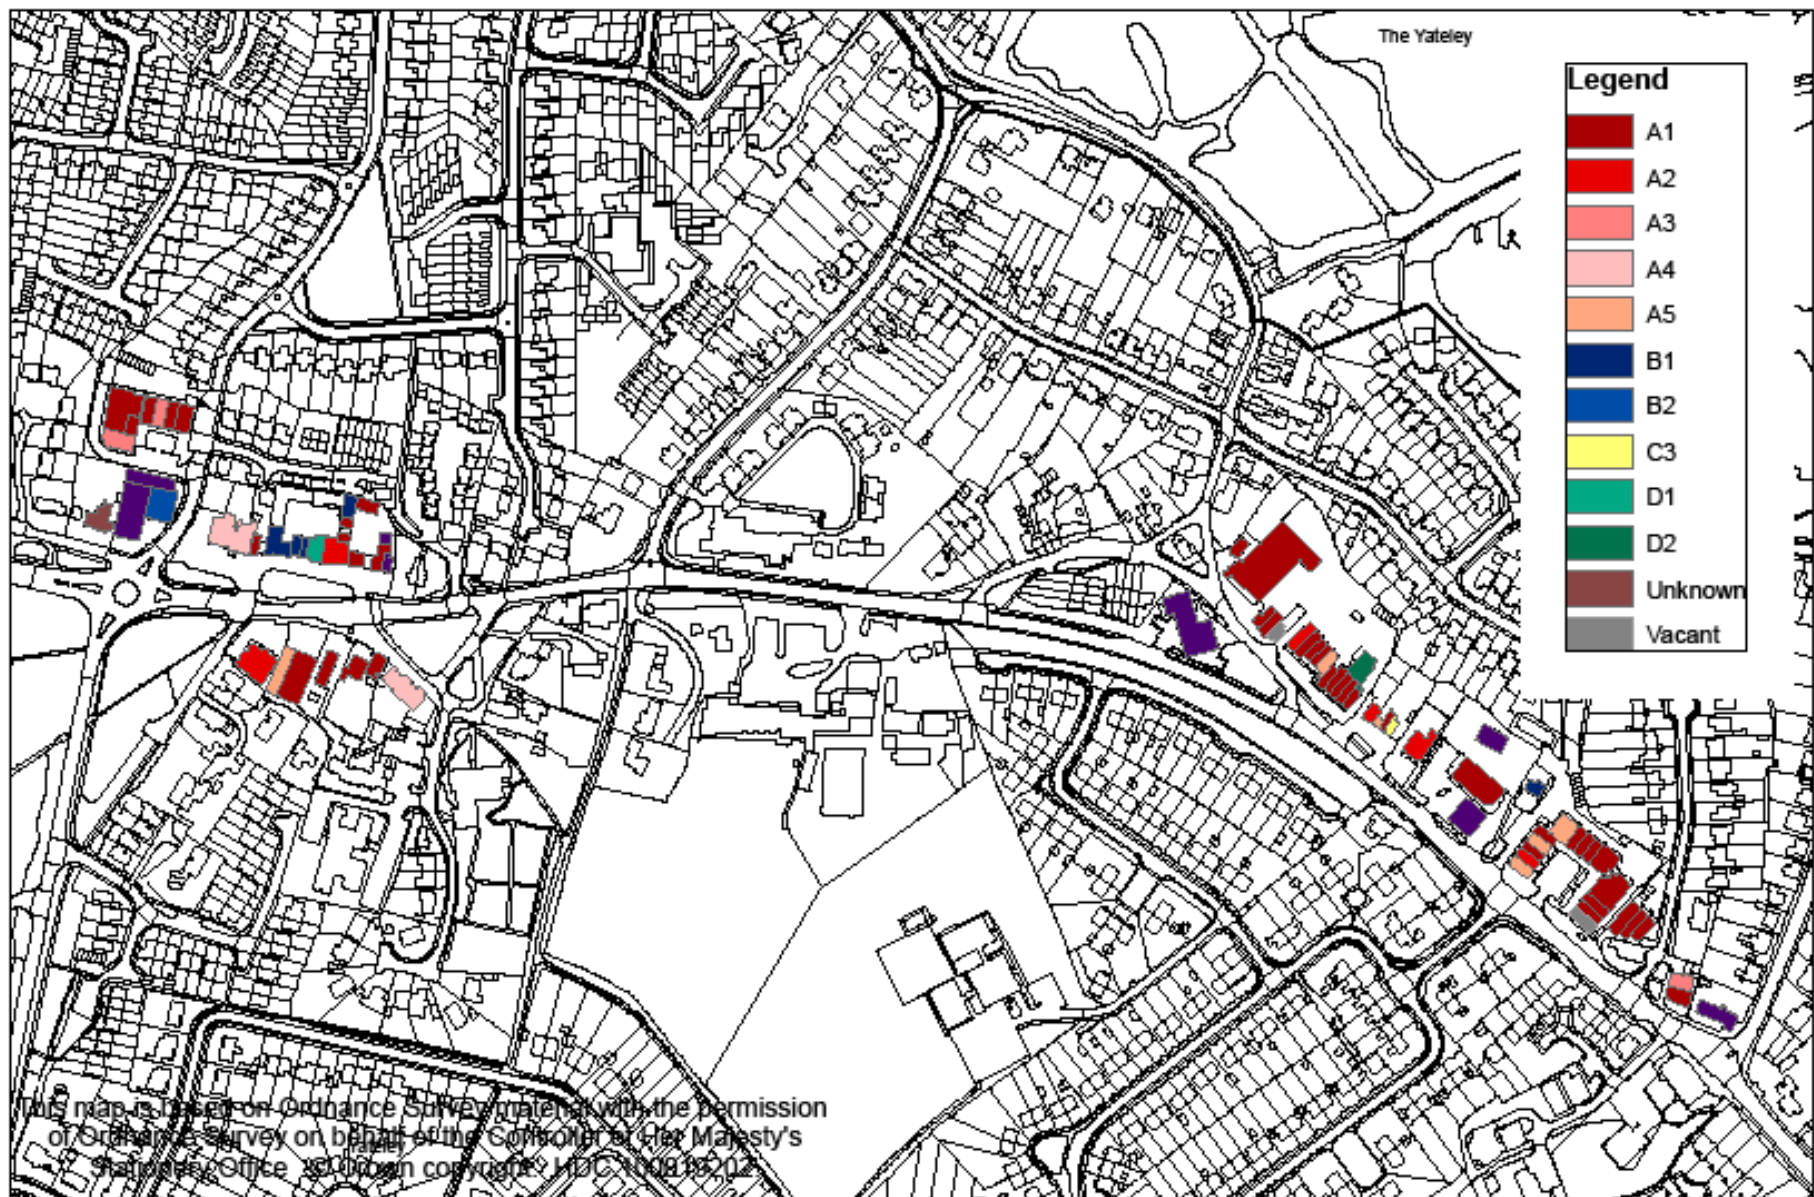 The Yateley
Legend
A1
A2
A3
A4
A5
B1
B2
C3
D1
D2
Unknown
Vacant
This map is based on Ordnance Survey material with the permission
of Ordnance Survey on behalf of the Controller of Her Majesty's
Yateley
Stationery Office © Crown copyright HDC